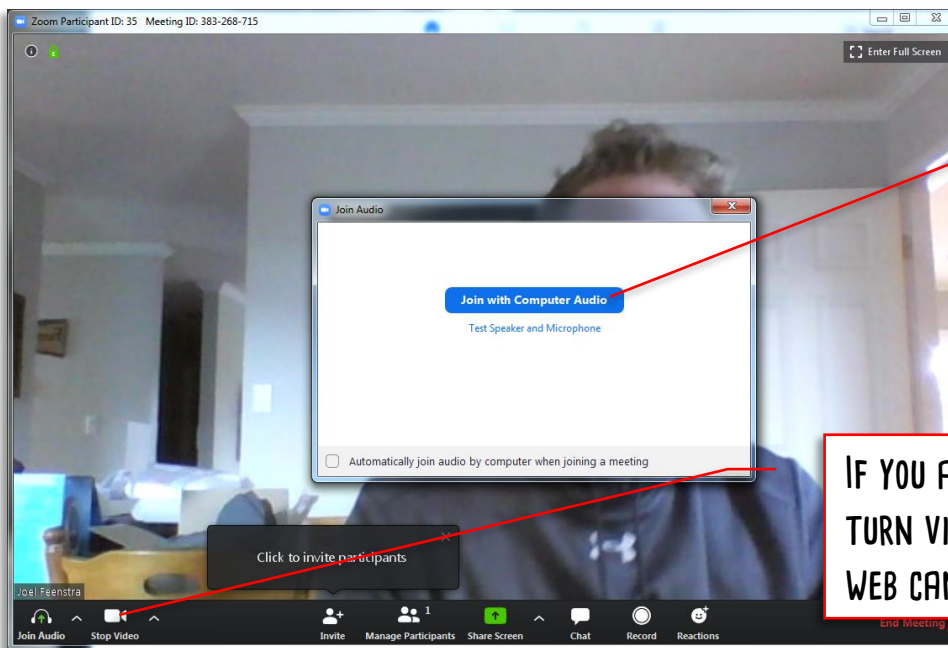 Zoom Participant ID: 35 Meeting ID: 383-268-715
Enter Full Screen
Join Audio
Join with Computer Audio
Test Speaker and Microphone
Automatically join audio by computer when joining a meeting
IF YOU
TURN
WEB
Click to invite participants
Joel Feenstra
1
Join Audio Stop Video Invite Manage Participants Share Screen Chat Record Reactions End Meeting